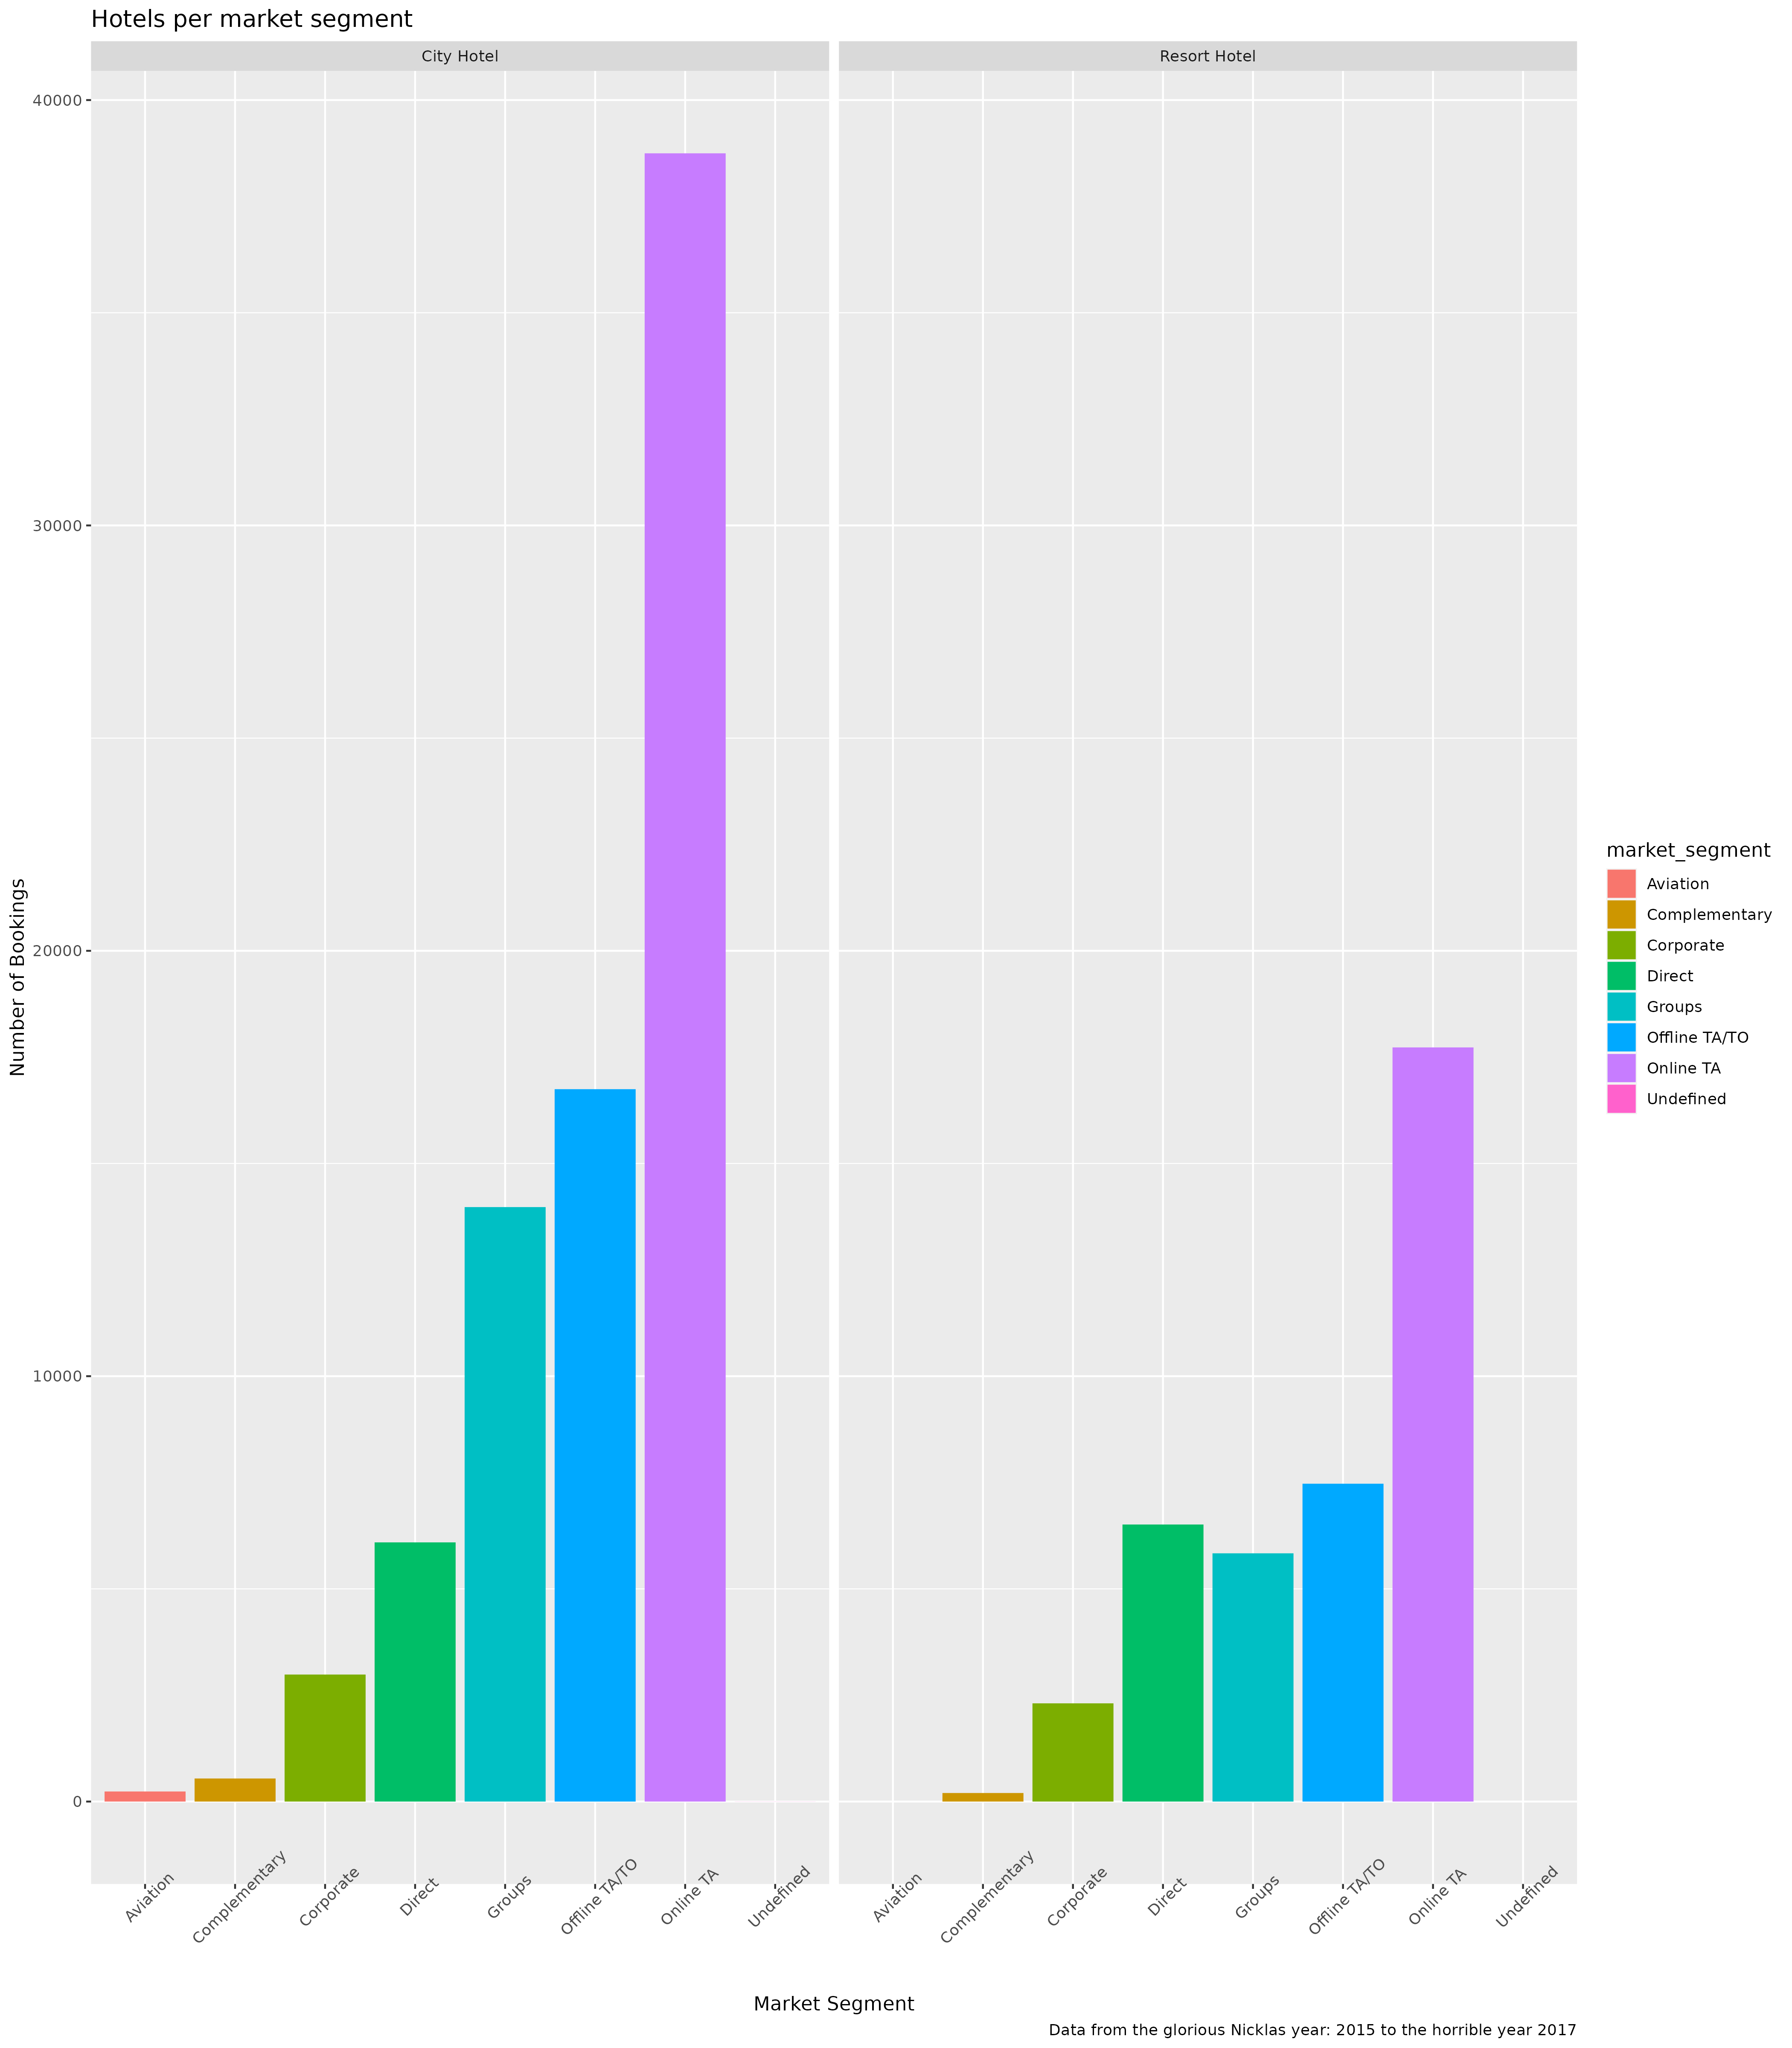 Hotels per market segment
City Hotel
Resort Hotel
40000
30000
20000
10000
0
Number of Bookings
Aviation
Complementary
Corporate
Direct
Groups
Offline TA/TO
Online TA
Undefined
Aviation
Complementary
Corporate
Direct
Groups
Offline TA/TO
Online TA
Undefined
Market Segment
market_segment
Aviation
Complementary
Corporate
Direct
Groups
Offline TA/TO
Online TA
Undefined
Data from the glorious Nicklas year: 2015 to the horrible year 2017